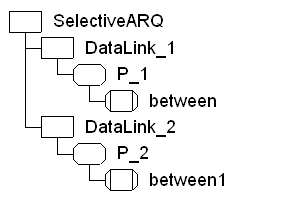 SelectiveARQ
DataLink_1
P_1
between
DataLink_2
P_2
between1